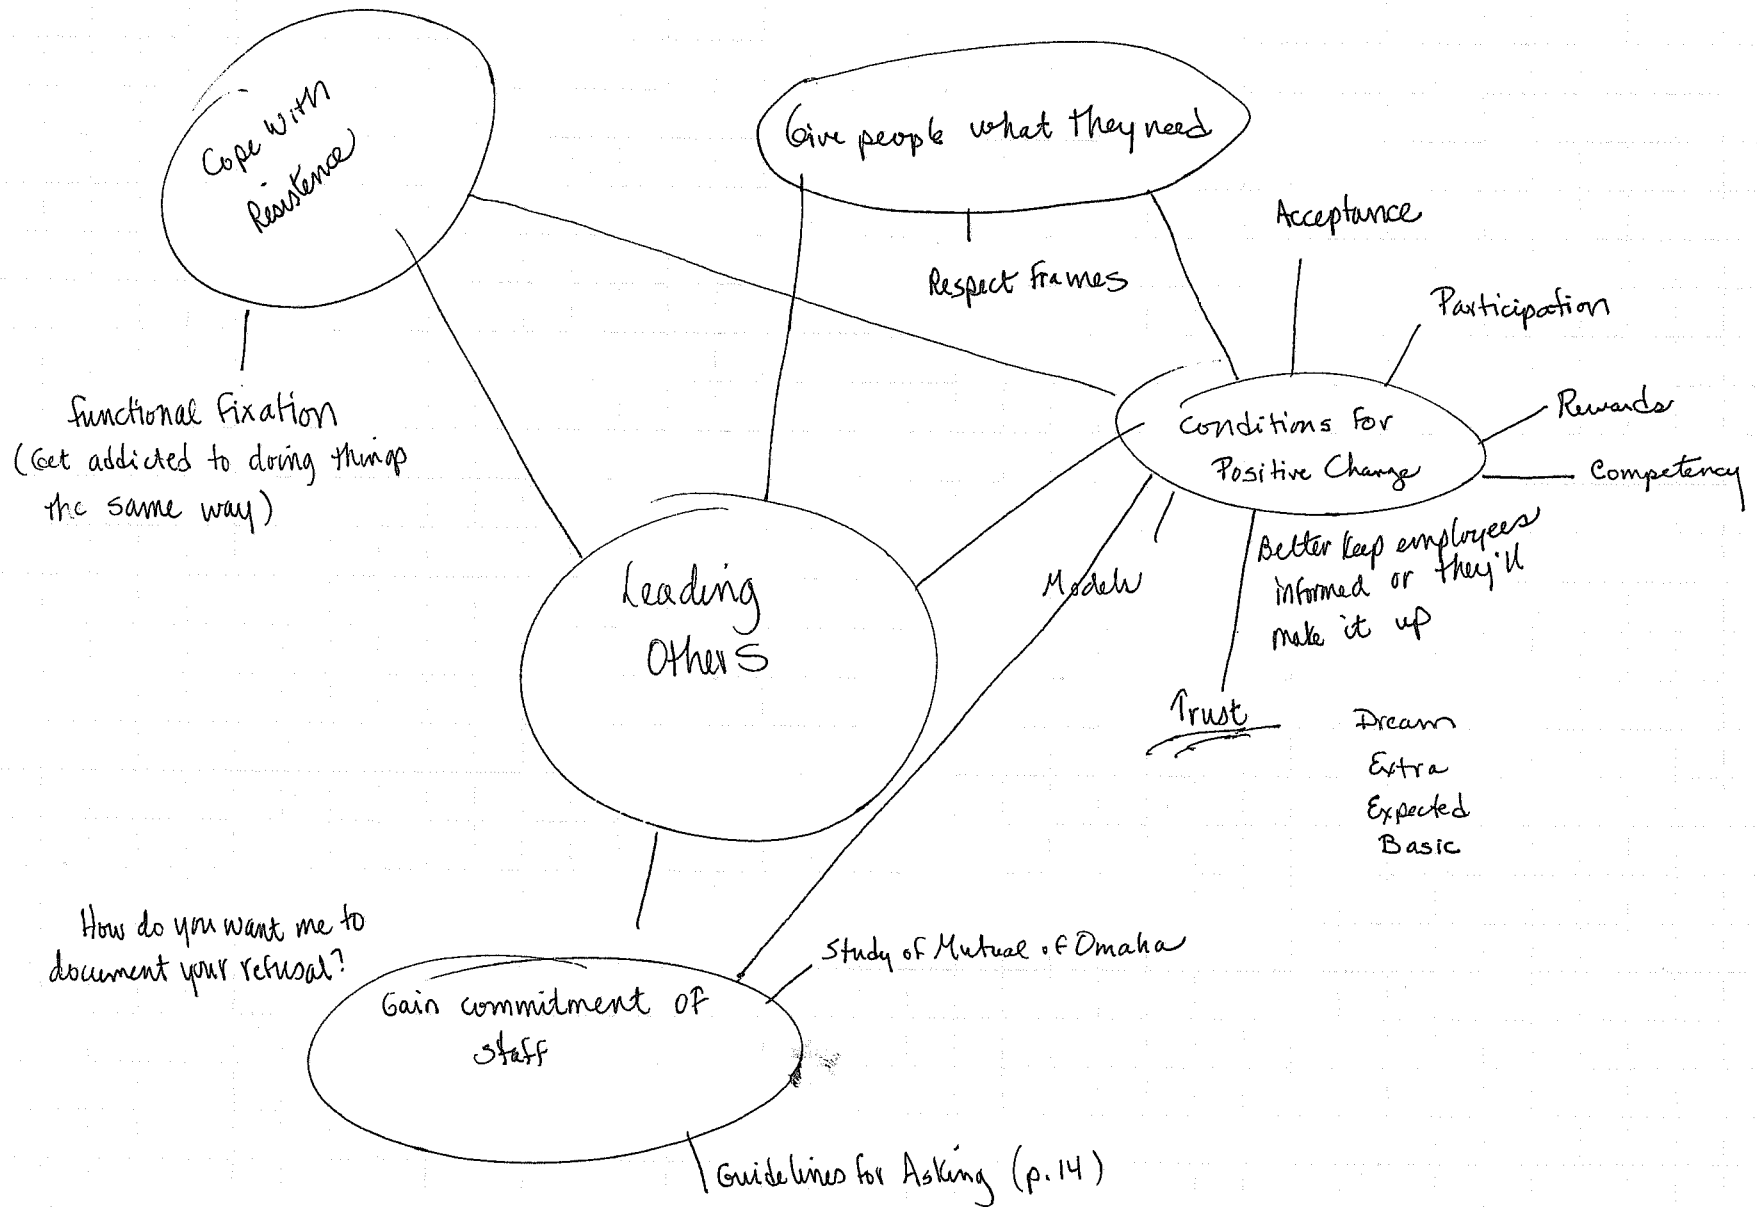 Cope with
Resistence
Give people what they need
Acceptance
Respect Frames
Participation
Functional Fixation
(Get addicted to doing things
the same way)
Conditions for
Positive Change
Rewards
Competency
Better keep employees
informed or they'll
make it up
Leading
Others
Models
Trust
Dream
Extra
Expected
Basic
How do you want me to
document your refusal?
Study of Mutual of Omaha
Gain commitment of
staff
Guidelines for Asking (p.14)